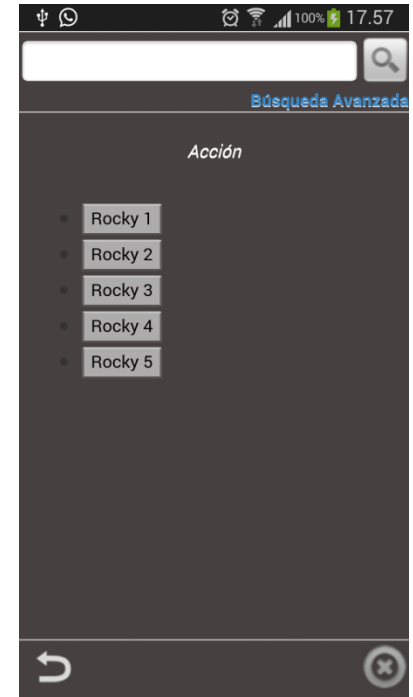 100% 17.57
Búsqueda Avanzada
Acción
Rocky 1
Rocky 2
Rocky 3
Rocky 4
Rocky 5